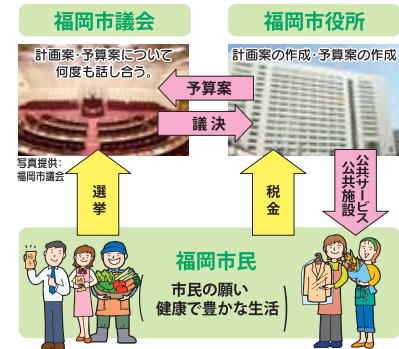 福岡市議会
福岡市役所
計画案・予算案について
何度も話し合う。
計画案の作成・予算案の作成
予算案
議決
写真提供：
福岡市議会
選挙
税金
公共サービス
公共施設
福岡市民
市民の願い
健康で豊かな生活